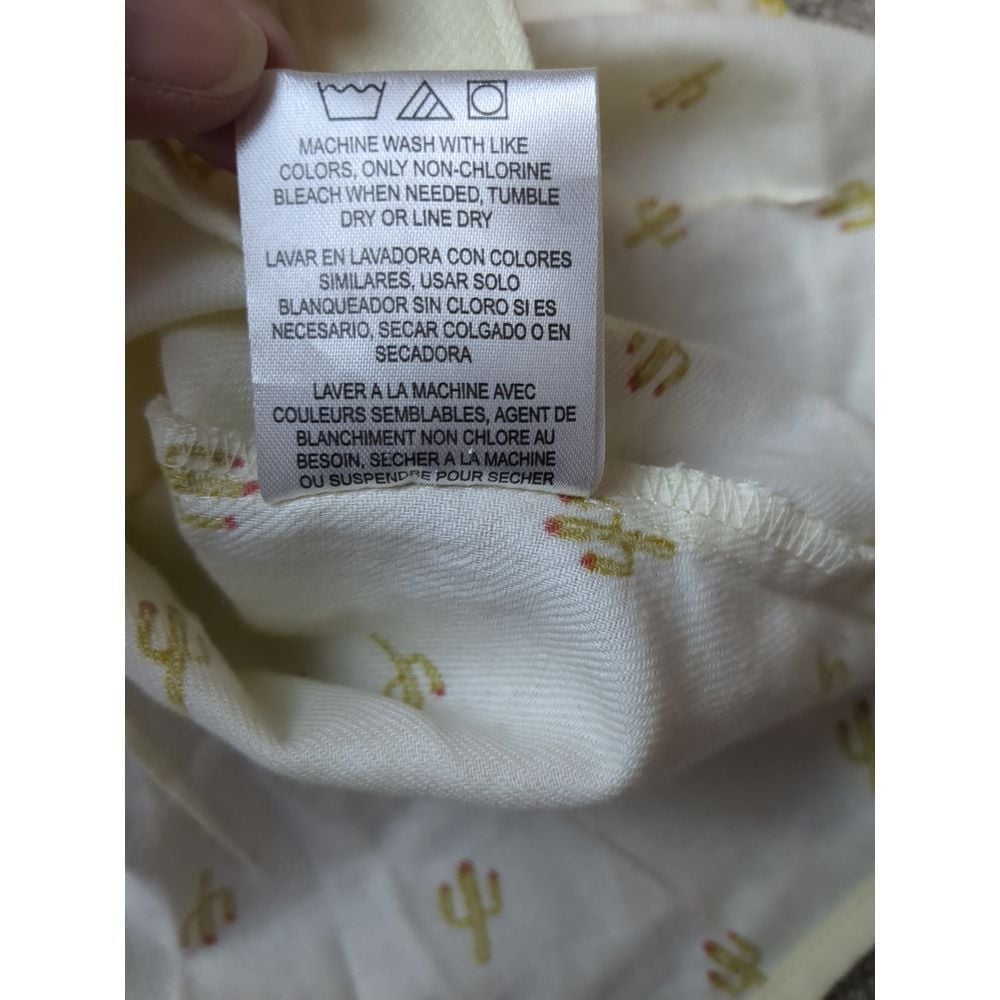 MACHINE WASH WITH LIKE
COLORS, ONLY NON-CHLORINE
BLEACH WHEN NEEDED, TUMBLE
DRY OR LINE DRY
LAVAR EN LAVADORA CON COLORES
SIMILARES, USAR SOLO
BLANQUEADOR SIN CLORO SI ES
NECESARIO, SECAR COLGADO O EN
SECADORA
LAVER A LA MACHINE AVEC
COULEURS SEMBLABLES, AGENT DE
BLANCHIMENT NON CHLORE AU
BESOIN, SECHER A LA MACHINE
OU SUSPENDRE POUR SECHER